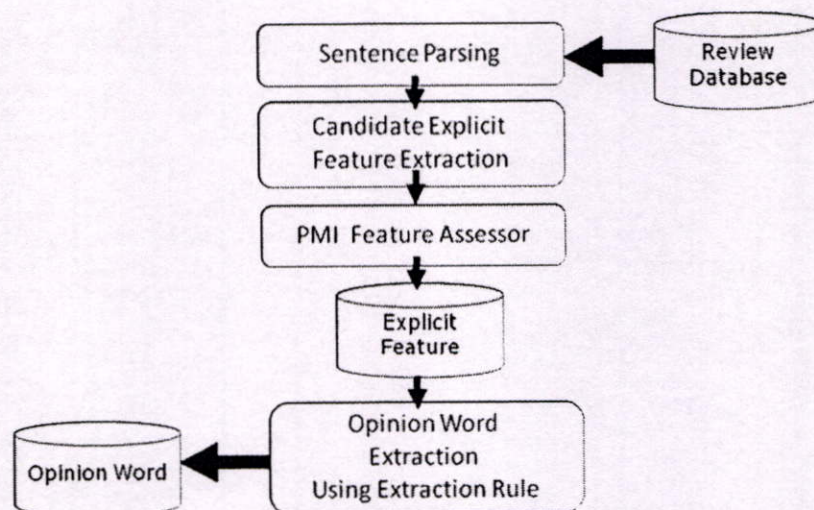 Sentence Parsing
Review
Database
Candidate Explicit
Feature Extraction
PMI Feature Assessor
Explicit
Feature
Opinion Word
Extraction
Using Extraction Rule
Opinion Word